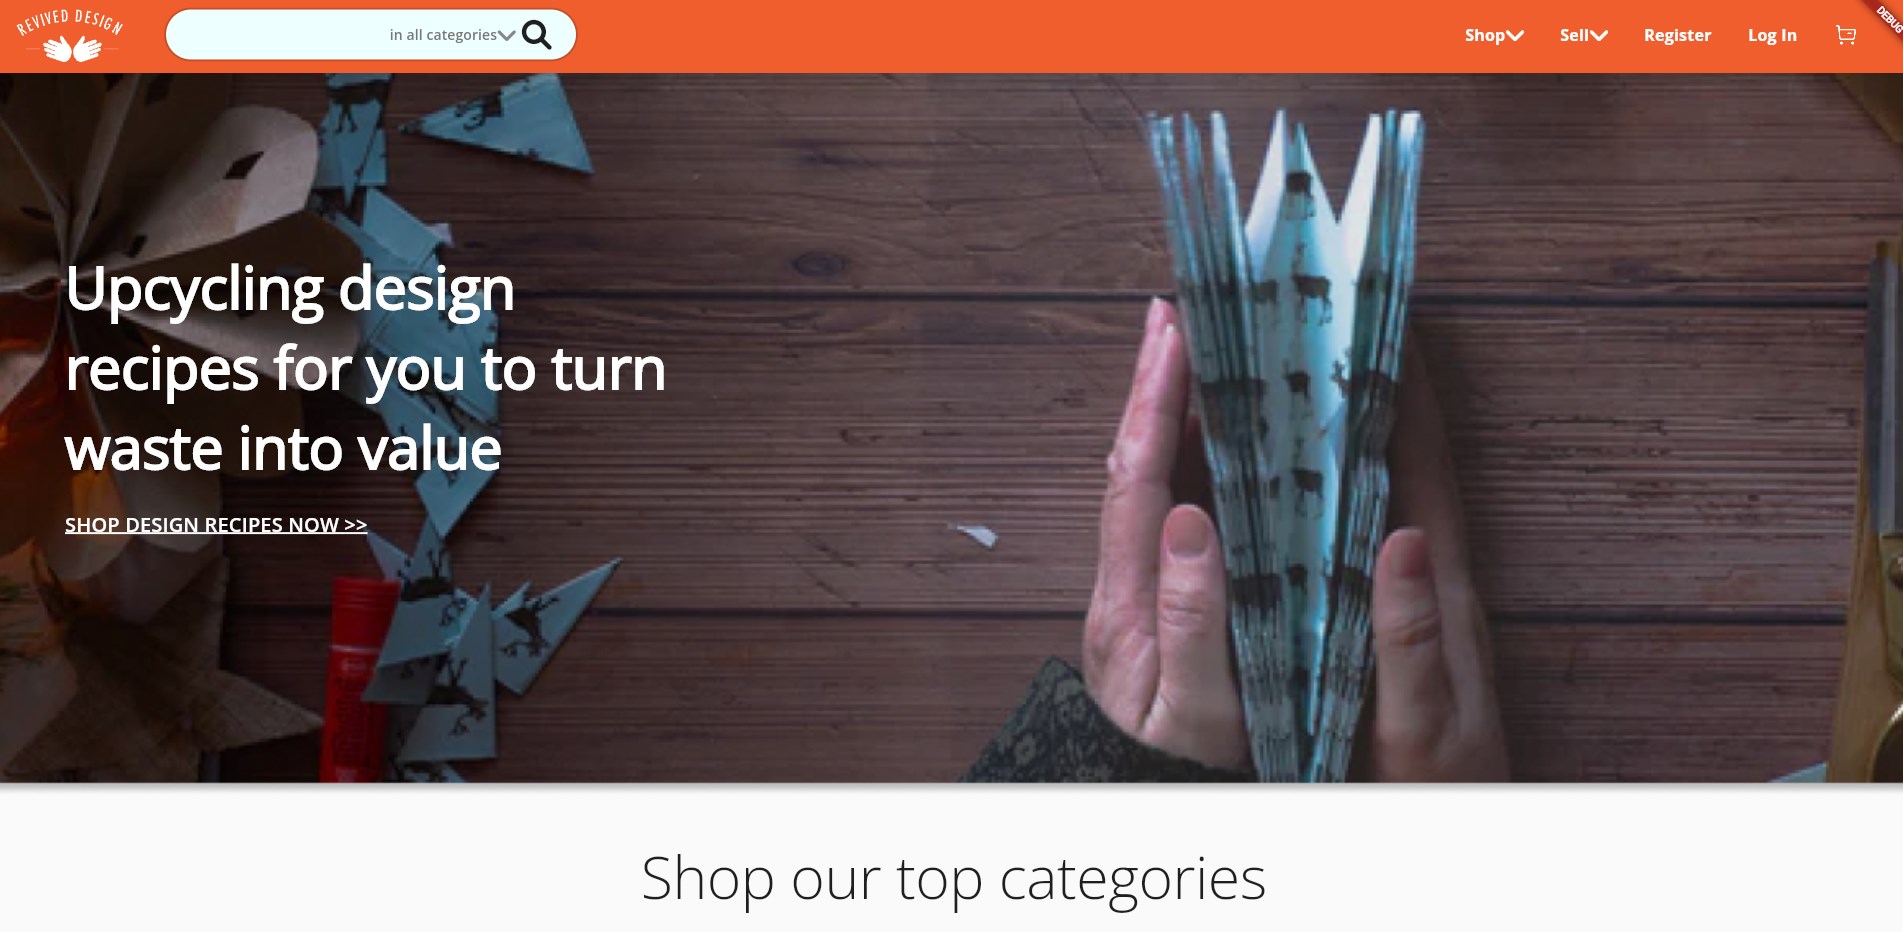 REVIVED DESIGN
in all categories
Shop
Sell
Register
Log In
DEBUG
Upcycling design
recipes for you to turn
waste into value
SHOP DESIGN RECIPES NOW >>
Shop our top categories